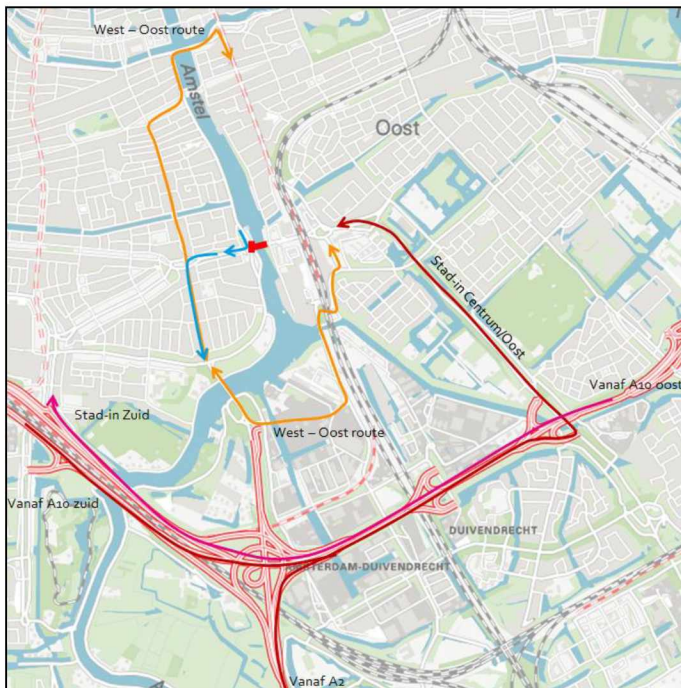 West – Oost route
Amstel
Oost
Stad-in Centrum/Oost
Vanaf A10 oost
Stad-in Zuid
West – Oost route
Vanaf A10 zuid
DUIVENDRECHT
AMSTERDAM-DUIVENDRECHT
Vanaf A2